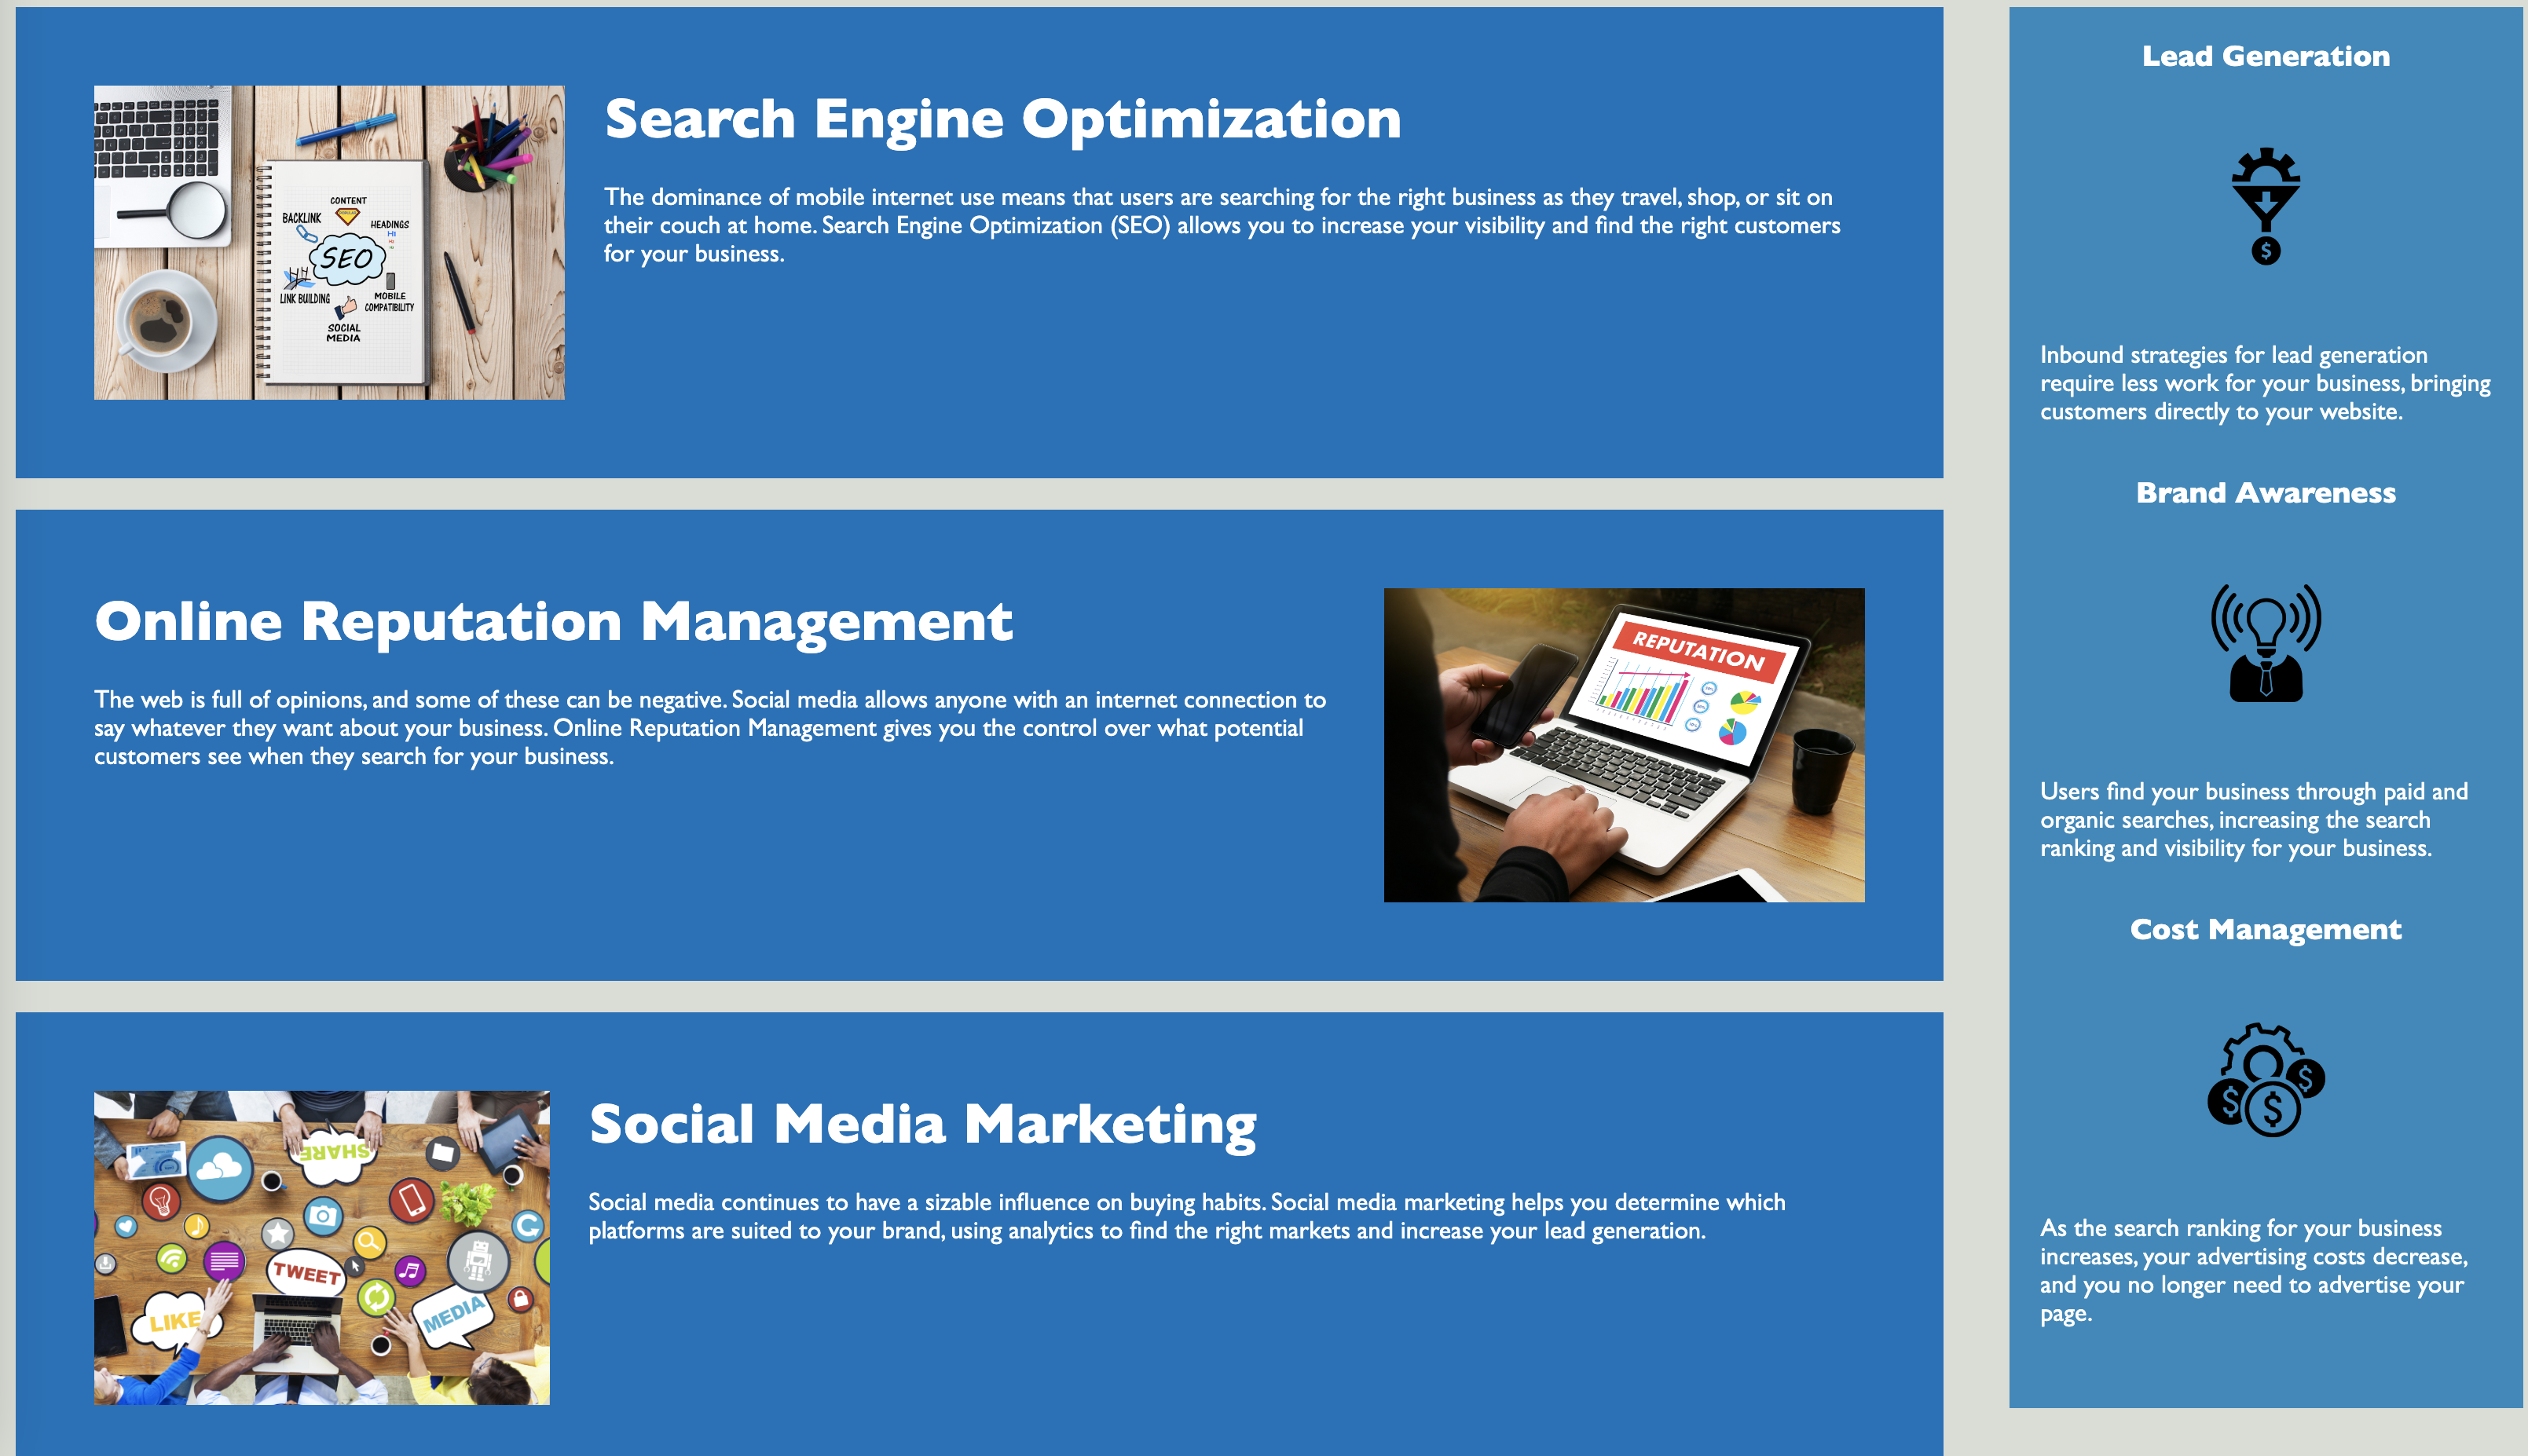 Search Engine Optimization
The dominance of mobile internet use means that users are searching for the right business as they travel, shop, or sit on
their couch at home. Search Engine Optimization (SEO) allows you to increase your visibility and find the right customers
for your business.
CONTENT
BACKLINK
HEADINGS
SEO
LINK BUILDING
MOBILE
COMPATIBILITY
SOCIAL
MEDIA
Online Reputation Management
The web is full of opinions, and some of these can be negative. Social media allows anyone with an internet connection to
say whatever they want about your business. Online Reputation Management gives you the control over what potential
customers see when they search for your business.
REPUTATION
Social Media Marketing
Social media continues to have a sizable influence on buying habits. Social media marketing helps you determine which
platforms are suited to your brand, using analytics to find the right markets and increase your lead generation.
SHARE
TWEET
LIKE
MEDIA
Lead Generation
$
Inbound strategies for lead generation
require less work for your business, bringing
customers directly to your website.
Brand Awareness
Users find your business through paid and
organic searches, increasing the search
ranking and visibility for your business.
Cost Management
$ $ $
As the search ranking for your business
increases, your advertising costs decrease,
and you no longer need to advertise your
page.